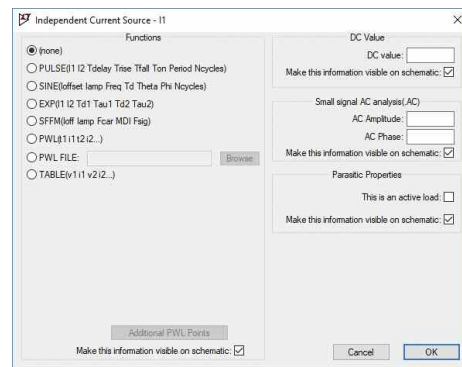 Independent Current Source - I1
Functions
(none)
PULSE(I1 I2 Tdelay Trise Tfall Ton Period Ncycles)
SINE(Ioffset Iamp Freq Td Theta Phi Ncycles)
EXP(I1 I2 Td1 Tau1 Td2 Tau2)
SFFM(Ioff Iamp Fcar MDI Fsig)
PWL(t1 i1 t2 i2...)
PWL FILE:
Browse
TABLE(v1 i1 v2 i2...)
Additional PWL Points
Make this information visible on schematic:
DC Value
DC value:
Make this information visible on schematic:
Small signal AC analysis(.AC)
AC Amplitude:
AC Phase:
Make this information visible on schematic:
Parasitic Properties
This is an active load:
Make this information visible on schematic:
Cancel
OK